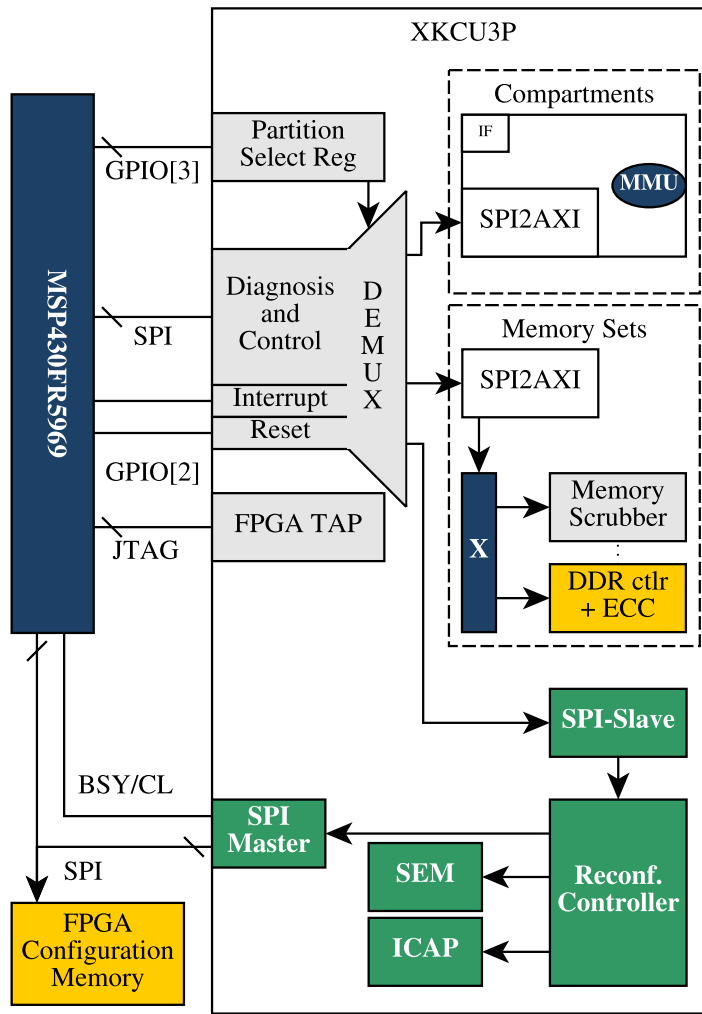 XKCU3P
MSP430FR5969
GPIO[3]
Partition
Select Reg
Compartments
IF
MMU
SPI2AXI
SPI
Diagnosis
and
Control
DEMUX
Interrupt
Reset
GPIO[2]
FPGA TAP
JTAG
Memory Sets
SPI2AXI
X
Memory
Scrubber
...
DDR ctlr
+ ECC
SPI-Slave
BSY/CL
SPI
Master
SPI
SEM
ICAP
Reconf.
Controller
FPGA
Configuration
Memory